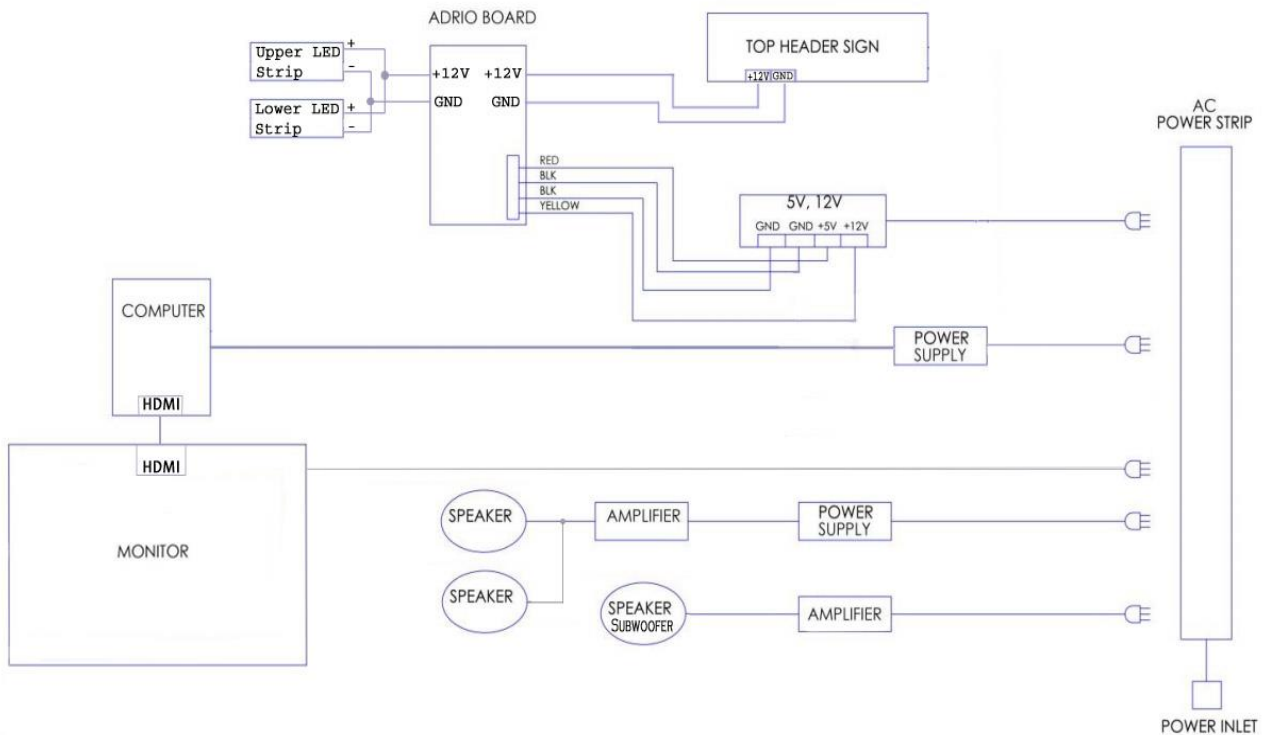 ADRIO BOARD
Upper LED +
Strip -
Lower LED +
Strip -
+12V +12V
GND GND
TOP HEADER SIGN
+12V GND
AC
POWER STRIP
RED
BLK
BLK
YELLOW
5V, 12V
GND GND +5V +12V
COMPUTER
HDMI
POWER
SUPPLY
HDMI
MONITOR
SPEAKER
AMPLIFIER
POWER
SUPPLY
SPEAKER
SPEAKER
SUBWOOFER
AMPLIFIER
POWER INLET